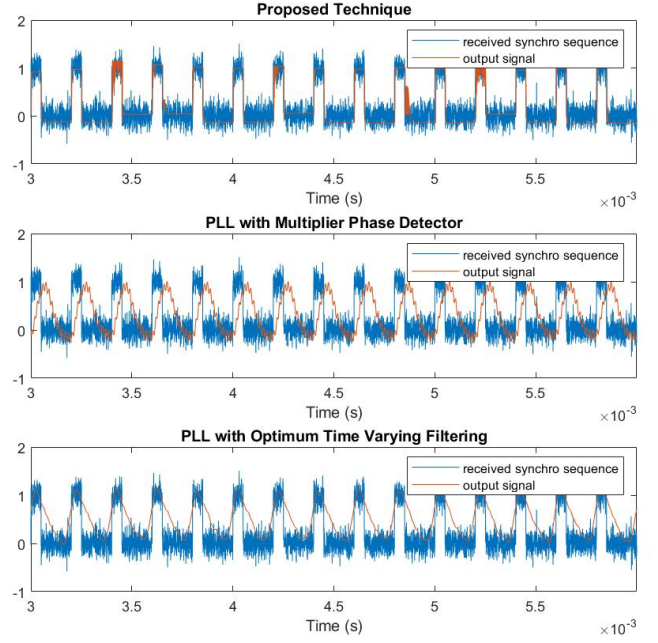 Proposed Technique
2
1
0
-1
received synchro sequence
output signal
3
3.5
4
4.5
5
5.5
Time (s)
×10⁻³
PLL with Multiplier Phase Detector
2
1
0
-1
received synchro sequence
output signal
3
3.5
4
4.5
5
5.5
Time (s)
×10⁻³
PLL with Optimum Time Varying Filtering
2
1
0
-1
received synchro sequence
output signal
3
3.5
4
4.5
5
5.5
Time (s)
×10⁻³